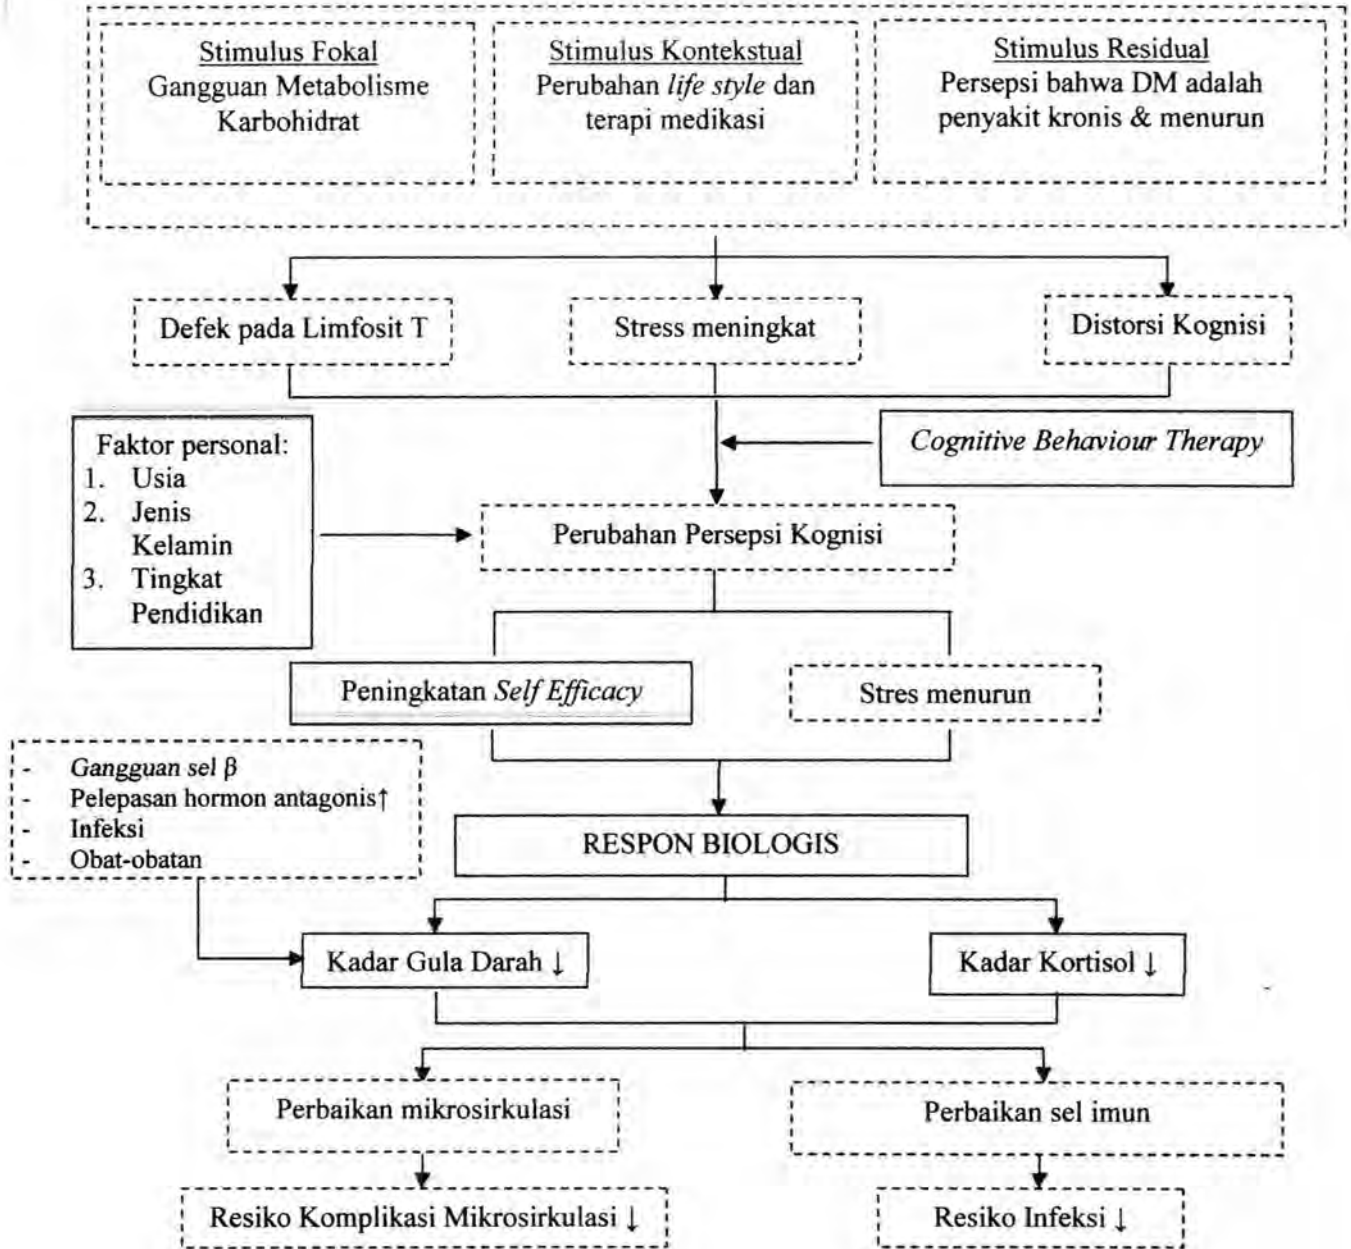 Stimulus Fokal
Gangguan Metabolisme
Karbohidrat
Stimulus Kontekstual
Perubahan life style dan
terapi medikasi
Stimulus Residual
Persepsi bahwa DM adalah
penyakit kronis & menurun
Defek pada Limfosit T
Stress meningkat
Distorsi Kognisi
Faktor personal:
1. Usia
2. Jenis
Kelamin
3. Tingkat
Pendidikan
Cognitive Behaviour Therapy
Perubahan Persepsi Kognisi
Peningkatan Self Efficacy
Stres menurun
- Gangguan sel β
- Pelepasan hormon antagonis↑
- Infeksi
- Obat-obatan
RESPON BIOLOGIS
Kadar Gula Darah ↓
Kadar Kortisol ↓
Perbaikan mikrosirkulasi
Perbaikan sel imun
Resiko Komplikasi Mikrosirkulasi ↓
Resiko Infeksi ↓